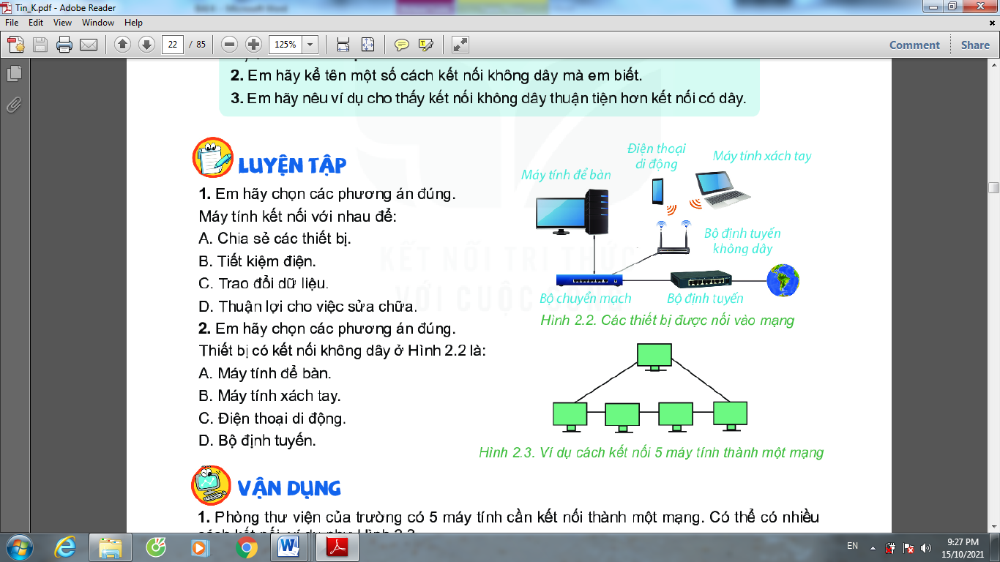 Tin_K.pdf - Adobe Reader
File Edit View Window Help
22 / 85 125% Comment Share
2. Em hãy kể tên một số cách kết nối không dây mà em biết.
3. Em hãy nêu ví dụ cho thấy kết nối không dây thuận tiện hơn kết nối có dây.
LUYỆN TẬP
1. Em hãy chọn các phương án đúng.
Máy tính kết nối với nhau để:
A. Chia sẻ các thiết bị.
B. Tiết kiệm điện.
C. Trao đổi dữ liệu.
D. Thuận lợi cho việc sửa chữa.
2. Em hãy chọn các phương án đúng.
Thiết bị có kết nối không dây ở Hình 2.2 là:
A. Máy tính để bàn.
B. Máy tính xách tay.
C. Điện thoại di động.
D. Bộ định tuyến.
Máy tính để bàn
Điện thoại
di động
Máy tính xách tay
Bộ định tuyến
không dây
Bộ chuyển mạch
Bộ định tuyến
Hình 2.2. Các thiết bị được nối vào mạng
Hình 2.3. Ví dụ cách kết nối 5 máy tính thành một mạng
KẾT NỐI TRI THỨC
VỚI CUỘC SỐNG
VẬN DỤNG
1. Phòng thư viện của trường có 5 máy tính cần kết nối thành một mạng. Có thể có nhiều
cách kết nối, ví dụ như Hình 2.3
EN
9:27 PM
15/10/2021